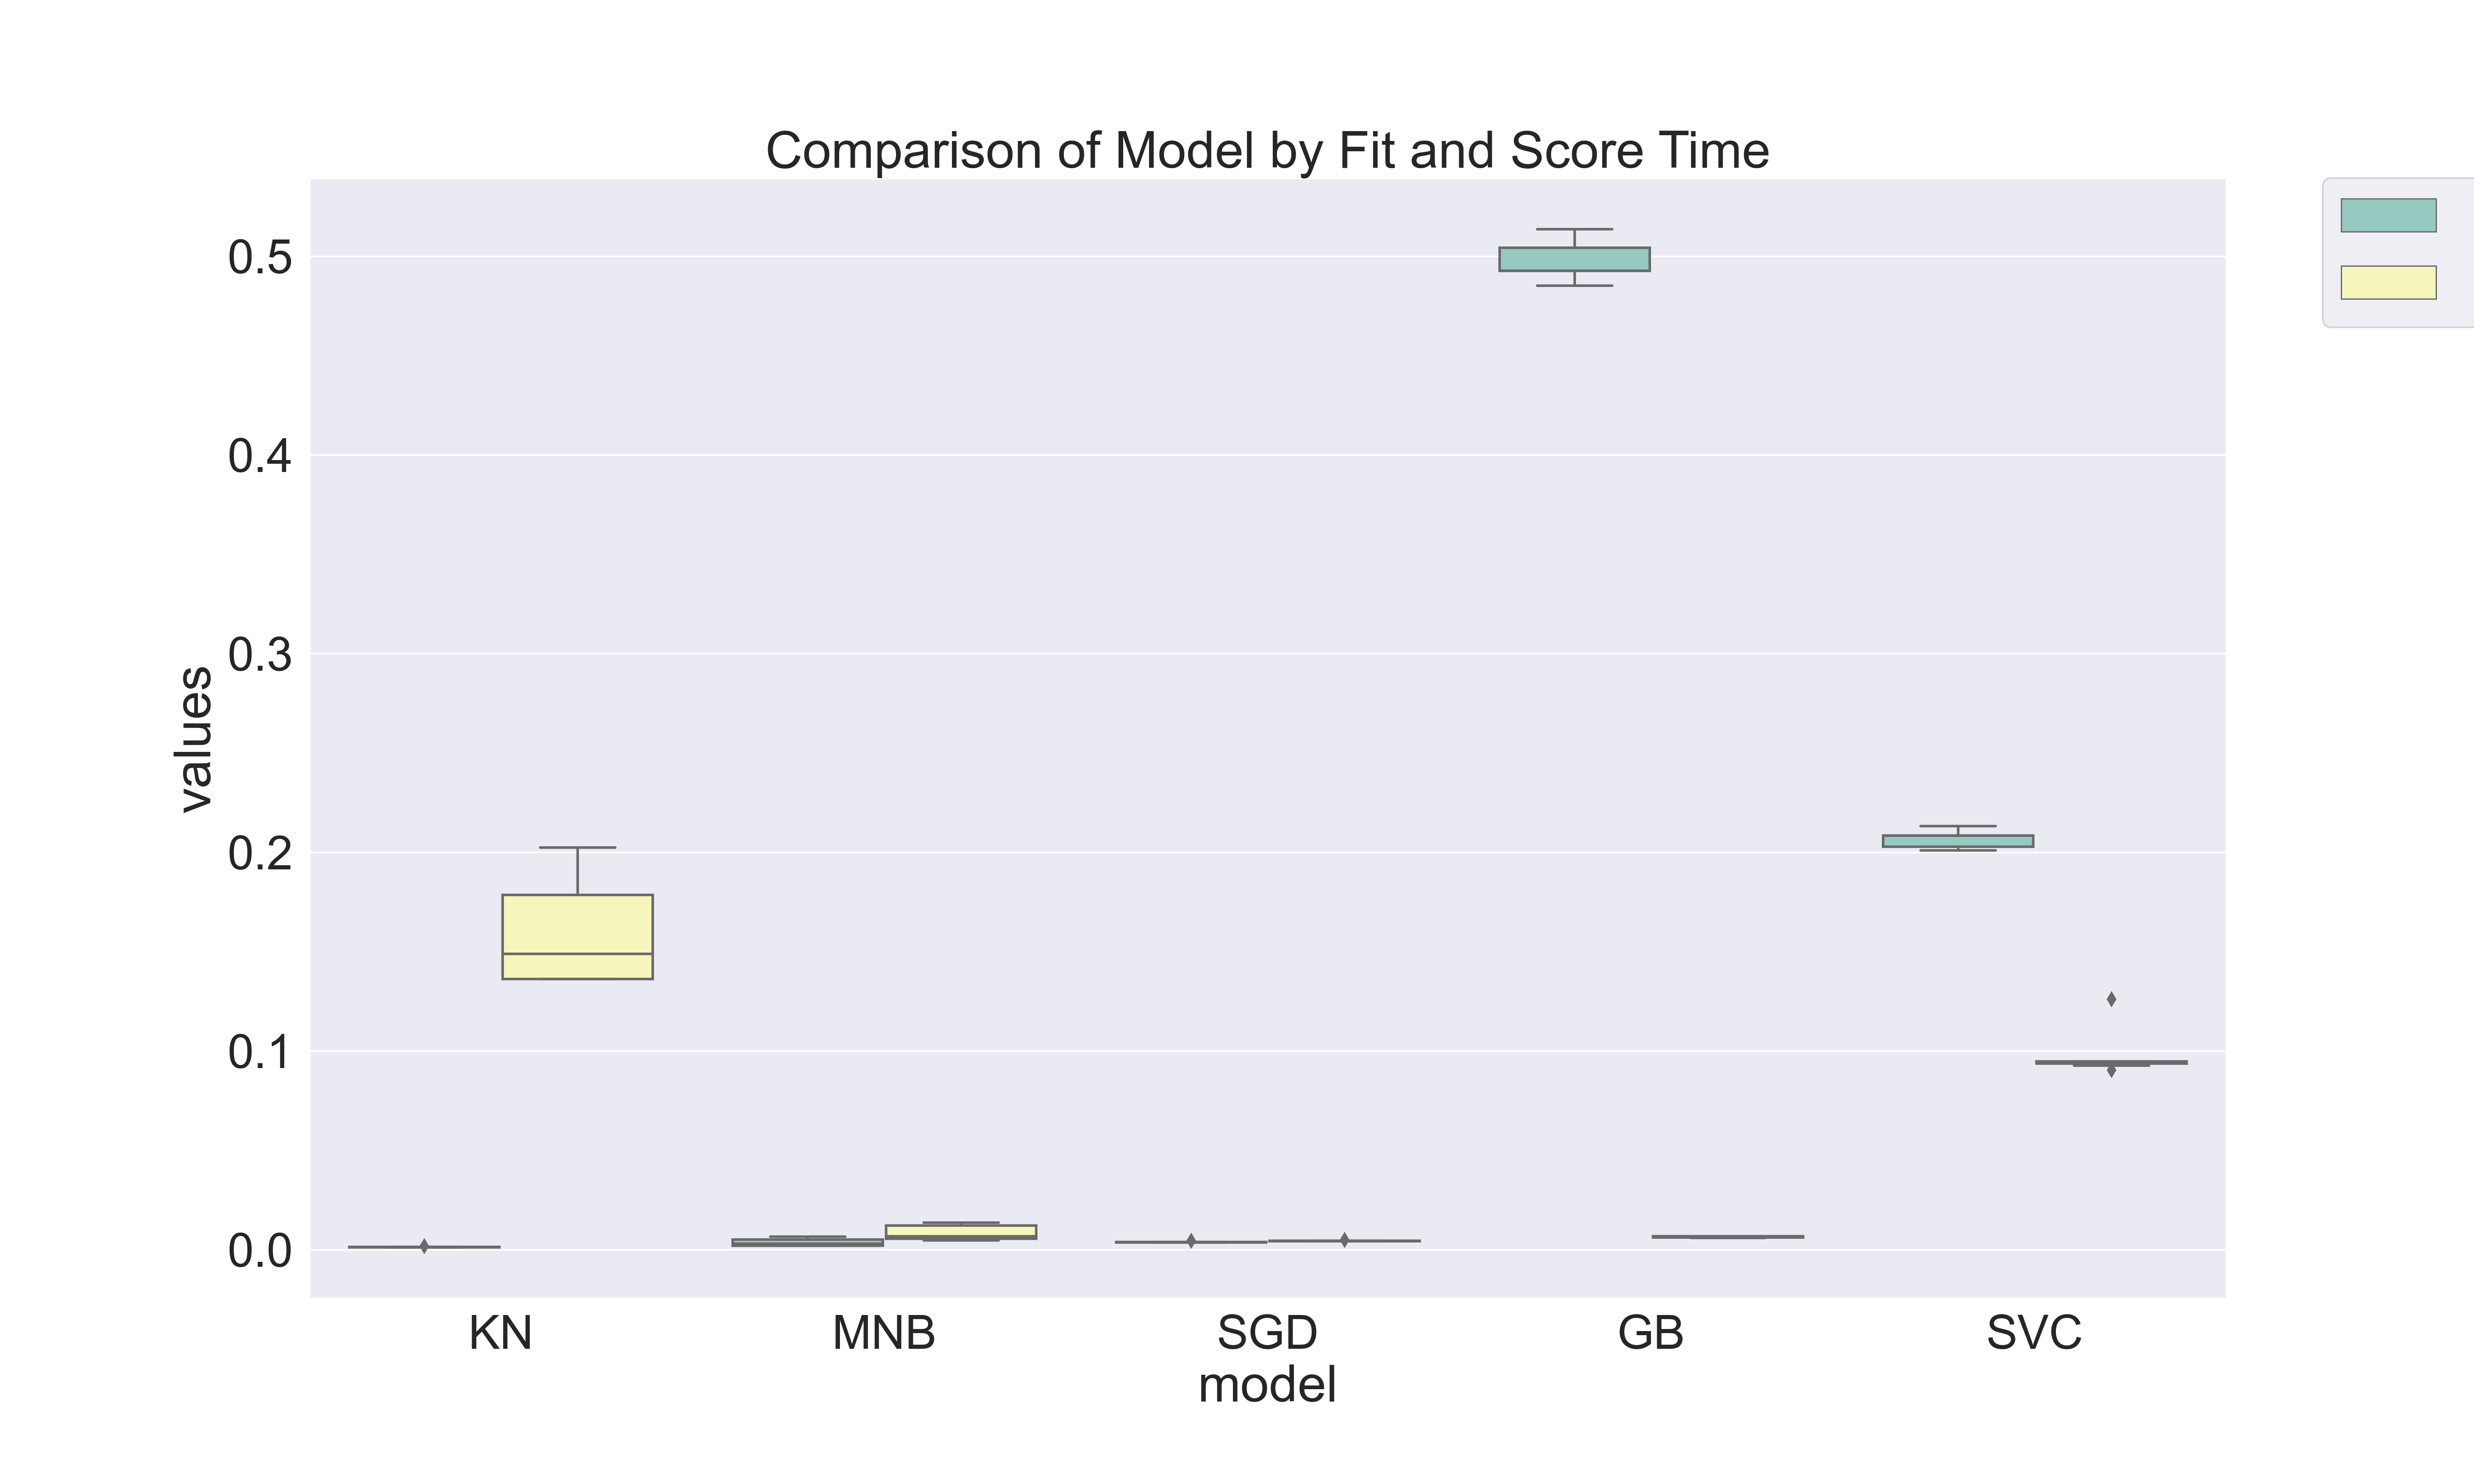 Comparison of Model by Fit and Score Time
values
0.5
0.4
0.3
0.2
0.1
0.0
KN MNB SGD GB SVC
model